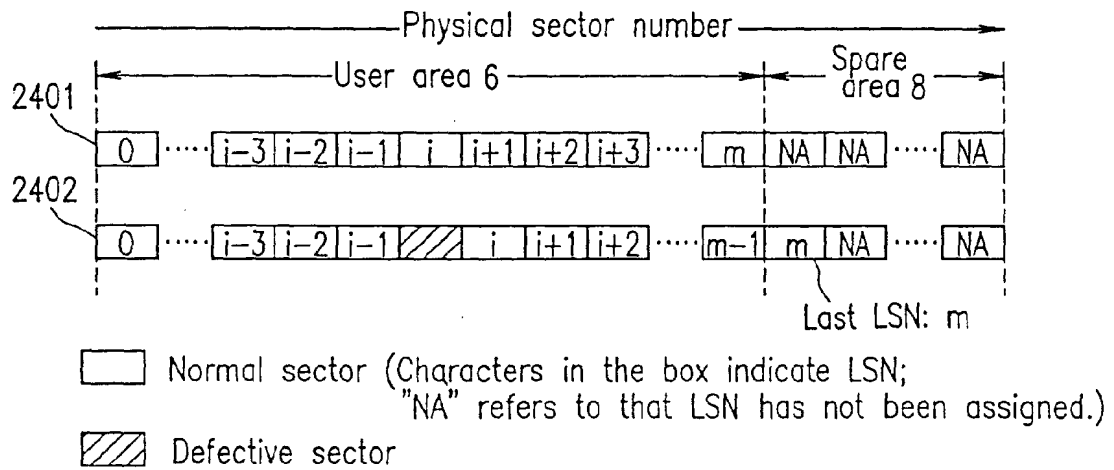 Physical sector number
User area 6
Spare area 8
2401
0 ····· i-3 i-2 i-1 i i+1 i+2 i+3 ····· m NA NA ····· NA
2402
0 ····· i-3 i-2 i-1 i i+1 i+2 ····· m-1 m NA ····· NA
Last LSN: m
Normal sector (Characters in the box indicate LSN;
"NA" refers to that LSN has not been assigned.)
Defective sector